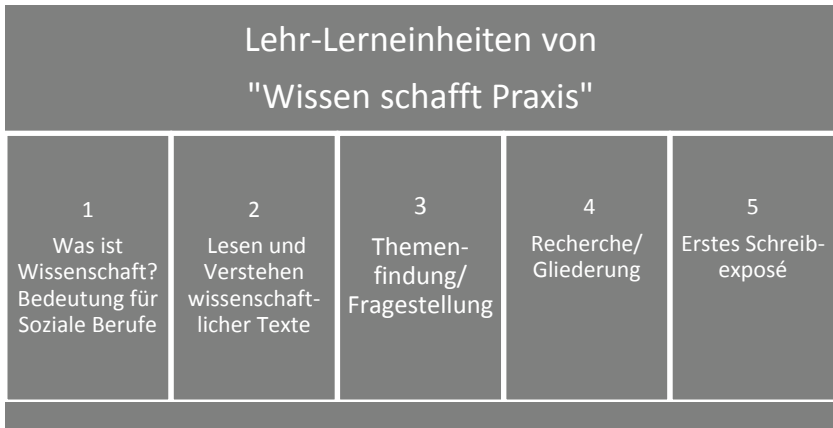 Lehr-Lerneinheiten von
"Wissen schafft Praxis"
1
Was ist
Wissenschaft?
Bedeutung für
Soziale Berufe
2
Lesen und
Verstehen
wissenschaft-
licher Texte
3
Themen-
findung/
Fragestellung
4
Recherche/
Gliederung
5
Erstes Schreib-
exposé